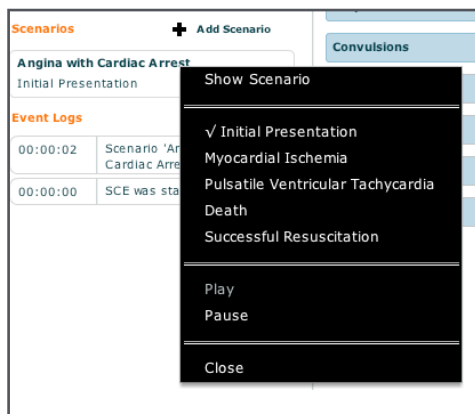 Scenarios
Add Scenario
Convulsions
Angina with Cardiac Arrest
Initial Presentation
Event Logs
00:00:02
Scenario 'An
Cardiac Arre
00:00:00
SCE was sta
Show Scenario
√ Initial Presentation
Myocardial Ischemia
Pulsatile Ventricular Tachycardia
Death
Successful Resuscitation
Play
Pause
Close